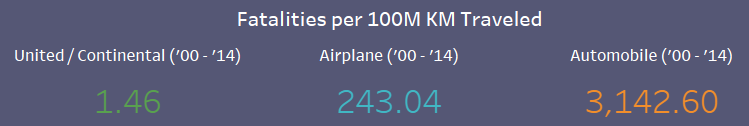 Fatalities per 100M KM Traveled
United / Continental (’00 - ’14) Airplane (’00 - ’14) Automobile (’00 - ’14)
1.46 243.04 3,142.60